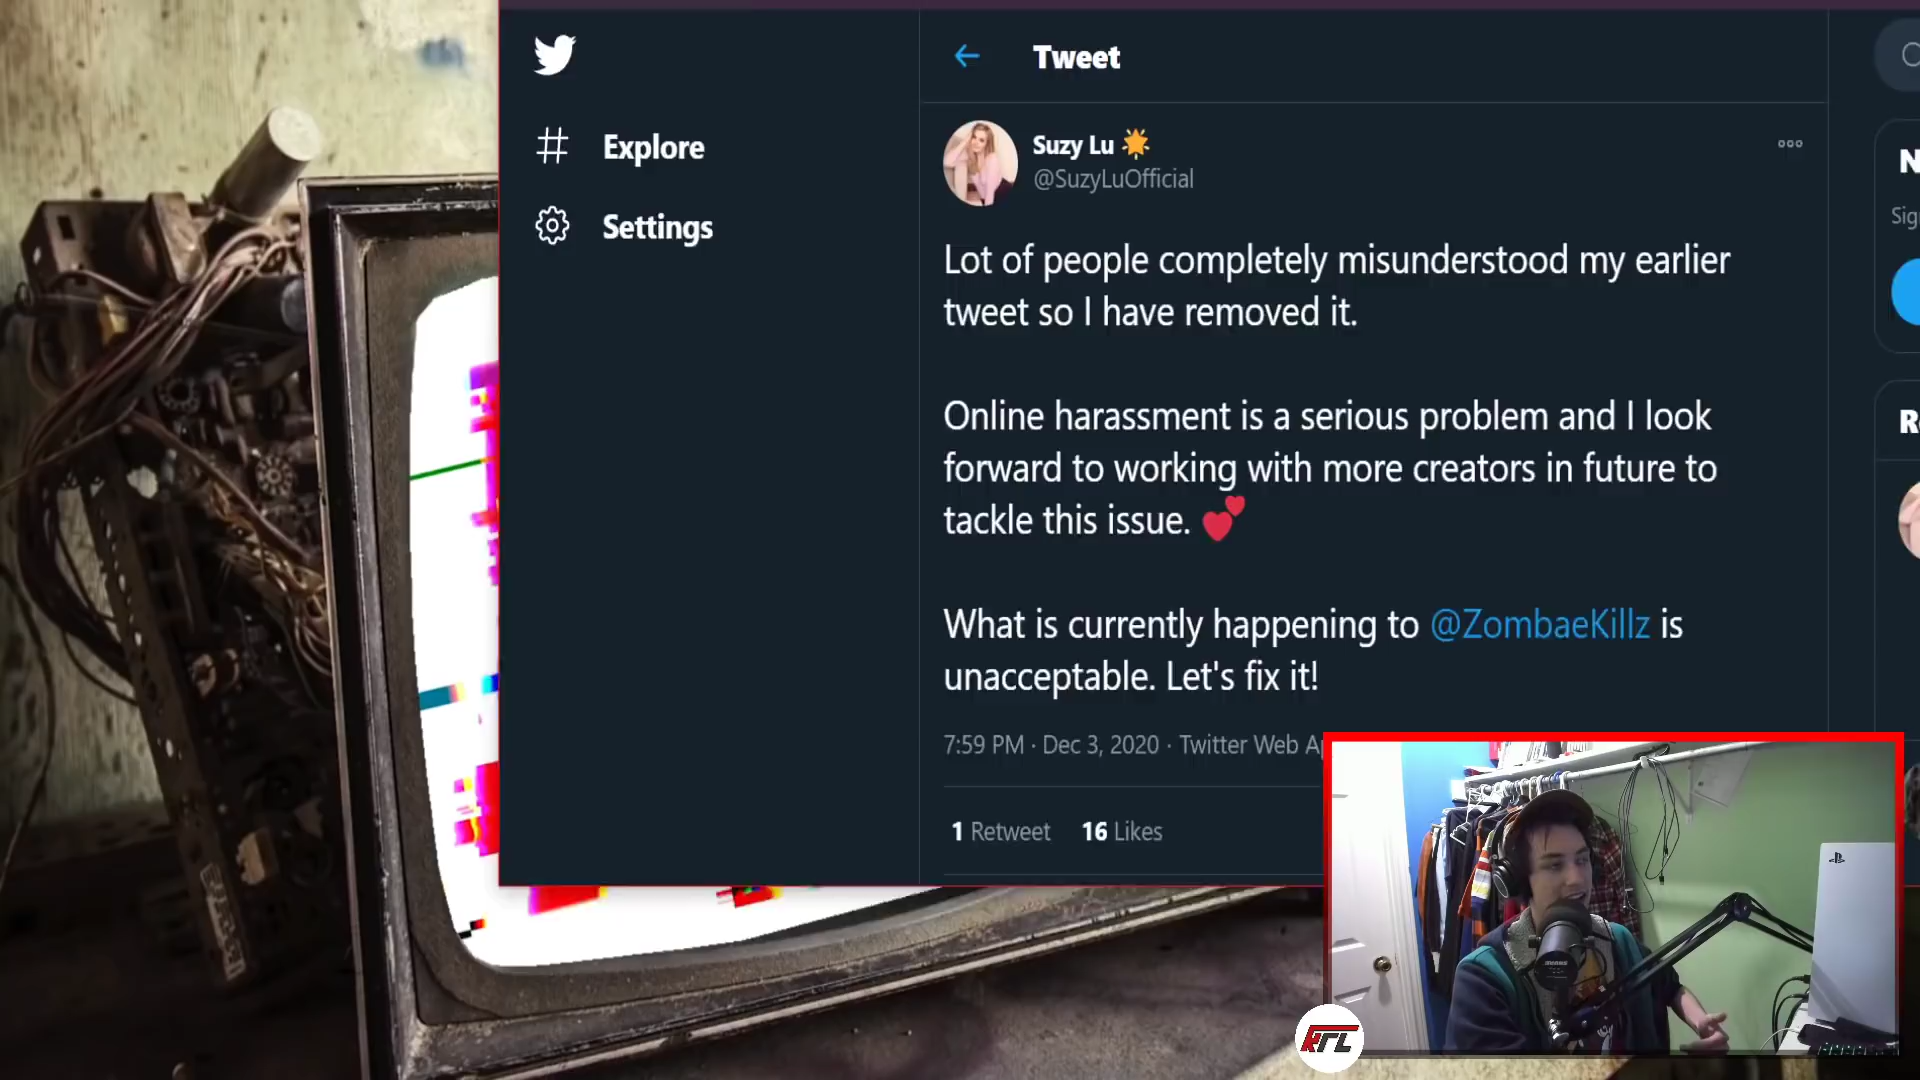 Tweet
Explore
Settings
Suzy Lu
@SuzyLuOfficial
Lot of people completely misunderstood my earlier
tweet so I have removed it.
Online harassment is a serious problem and I look
forward to working with more creators in future to
tackle this issue.
What is currently happening to @ZombaeKillz is
unacceptable. Let's fix it!
7:59 PM · Dec 3, 2020 · Twitter Web
1 Retweet 16 Likes
RTL